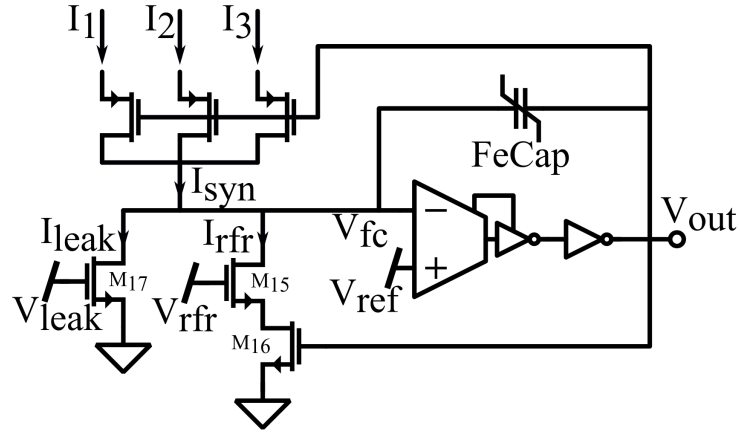 I1 I2 I3
FeCap
Isyn
Vout
Ileak Irfr Vfc
M17 M15
Vref
Vleak Vrfr
M16